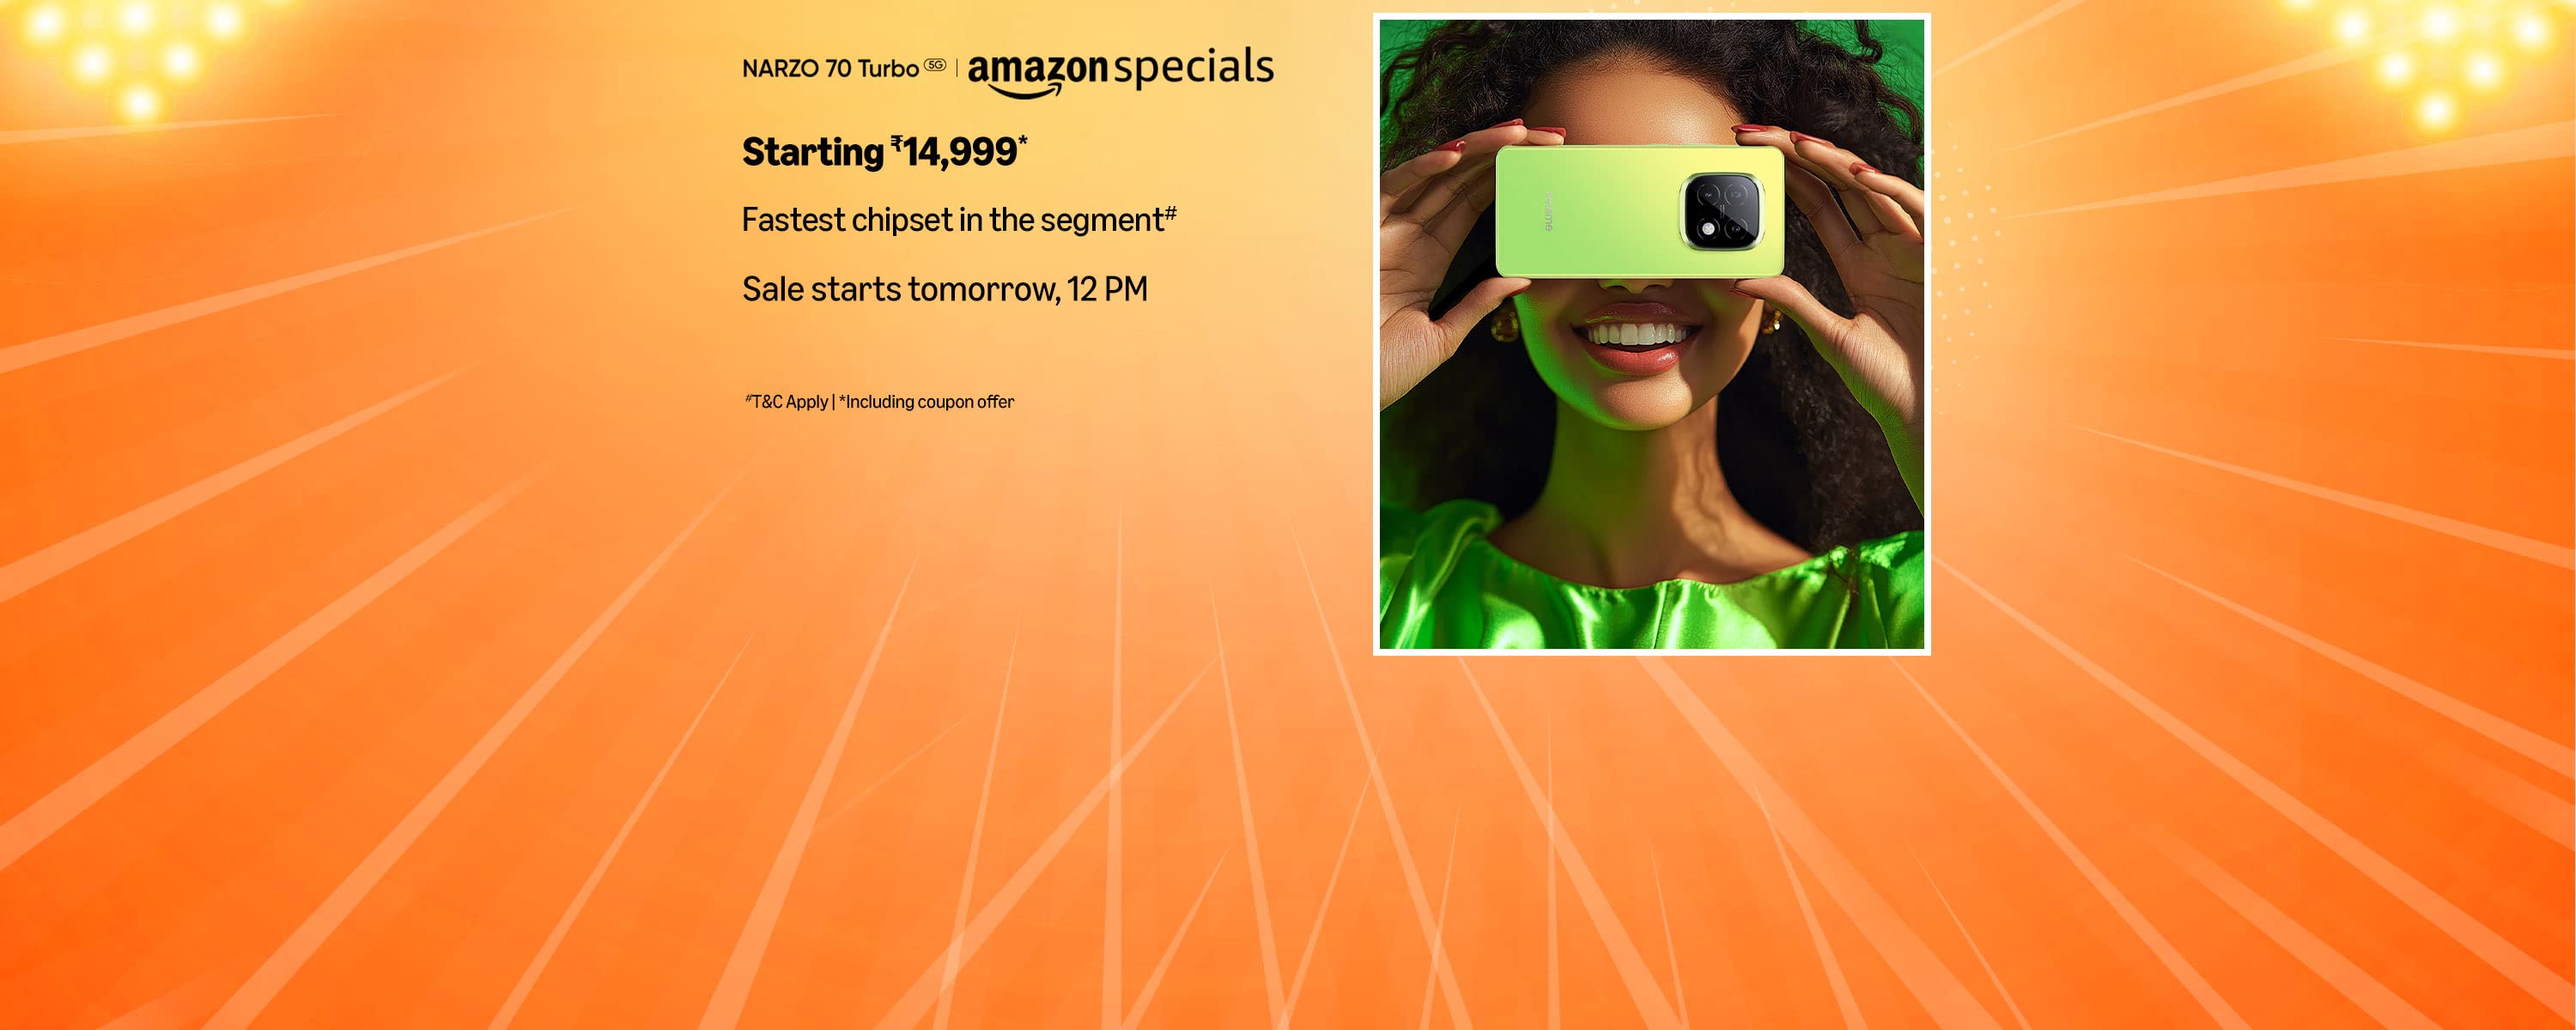 NARZO 70 Turbo 5G | amazon specials
Starting ₹14,999*
Fastest chipset in the segment#
Sale starts tomorrow, 12 PM
#T&C Apply | *Including coupon offer
realme